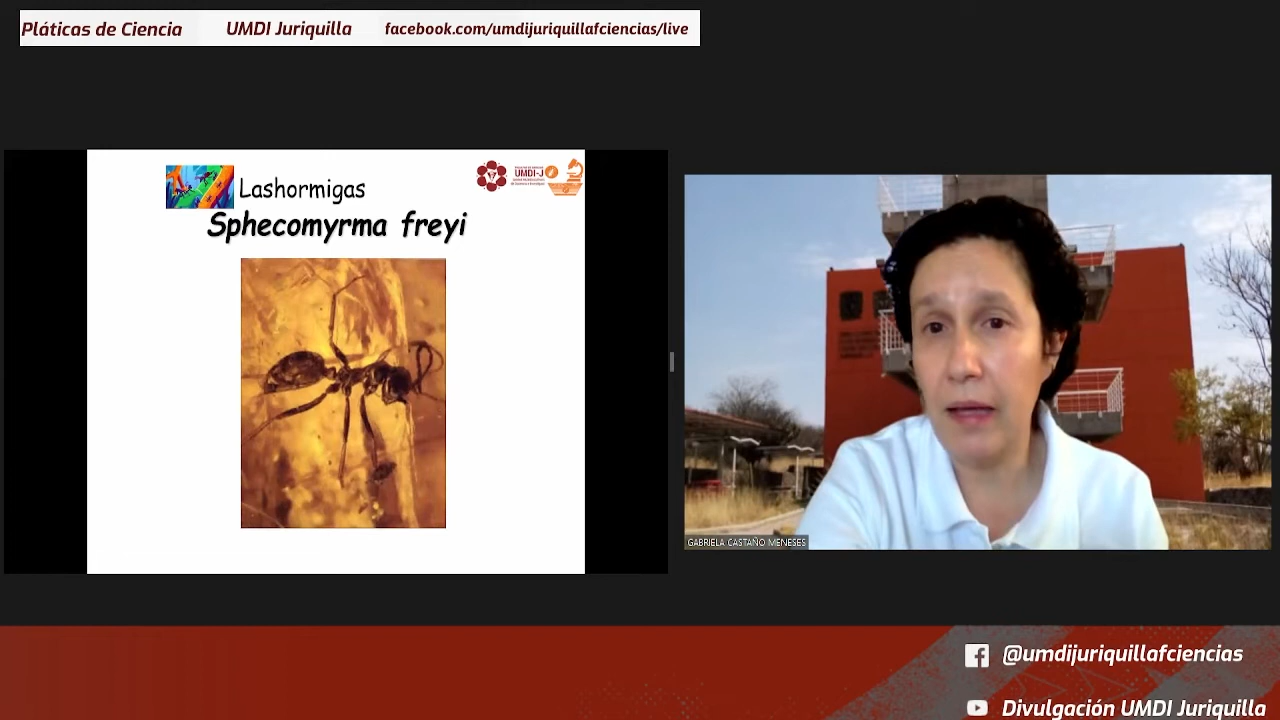 Pláticas de Ciencia UMDI Juriquilla facebook.com/umdijuriquillafciencias/live
Lashormigas
UMDI-J
Sphecomyrma freyi
GABRIELA CASTAÑO MENESES
@umdijuriquillafciencias
Divulgación UMDI Juriquilla